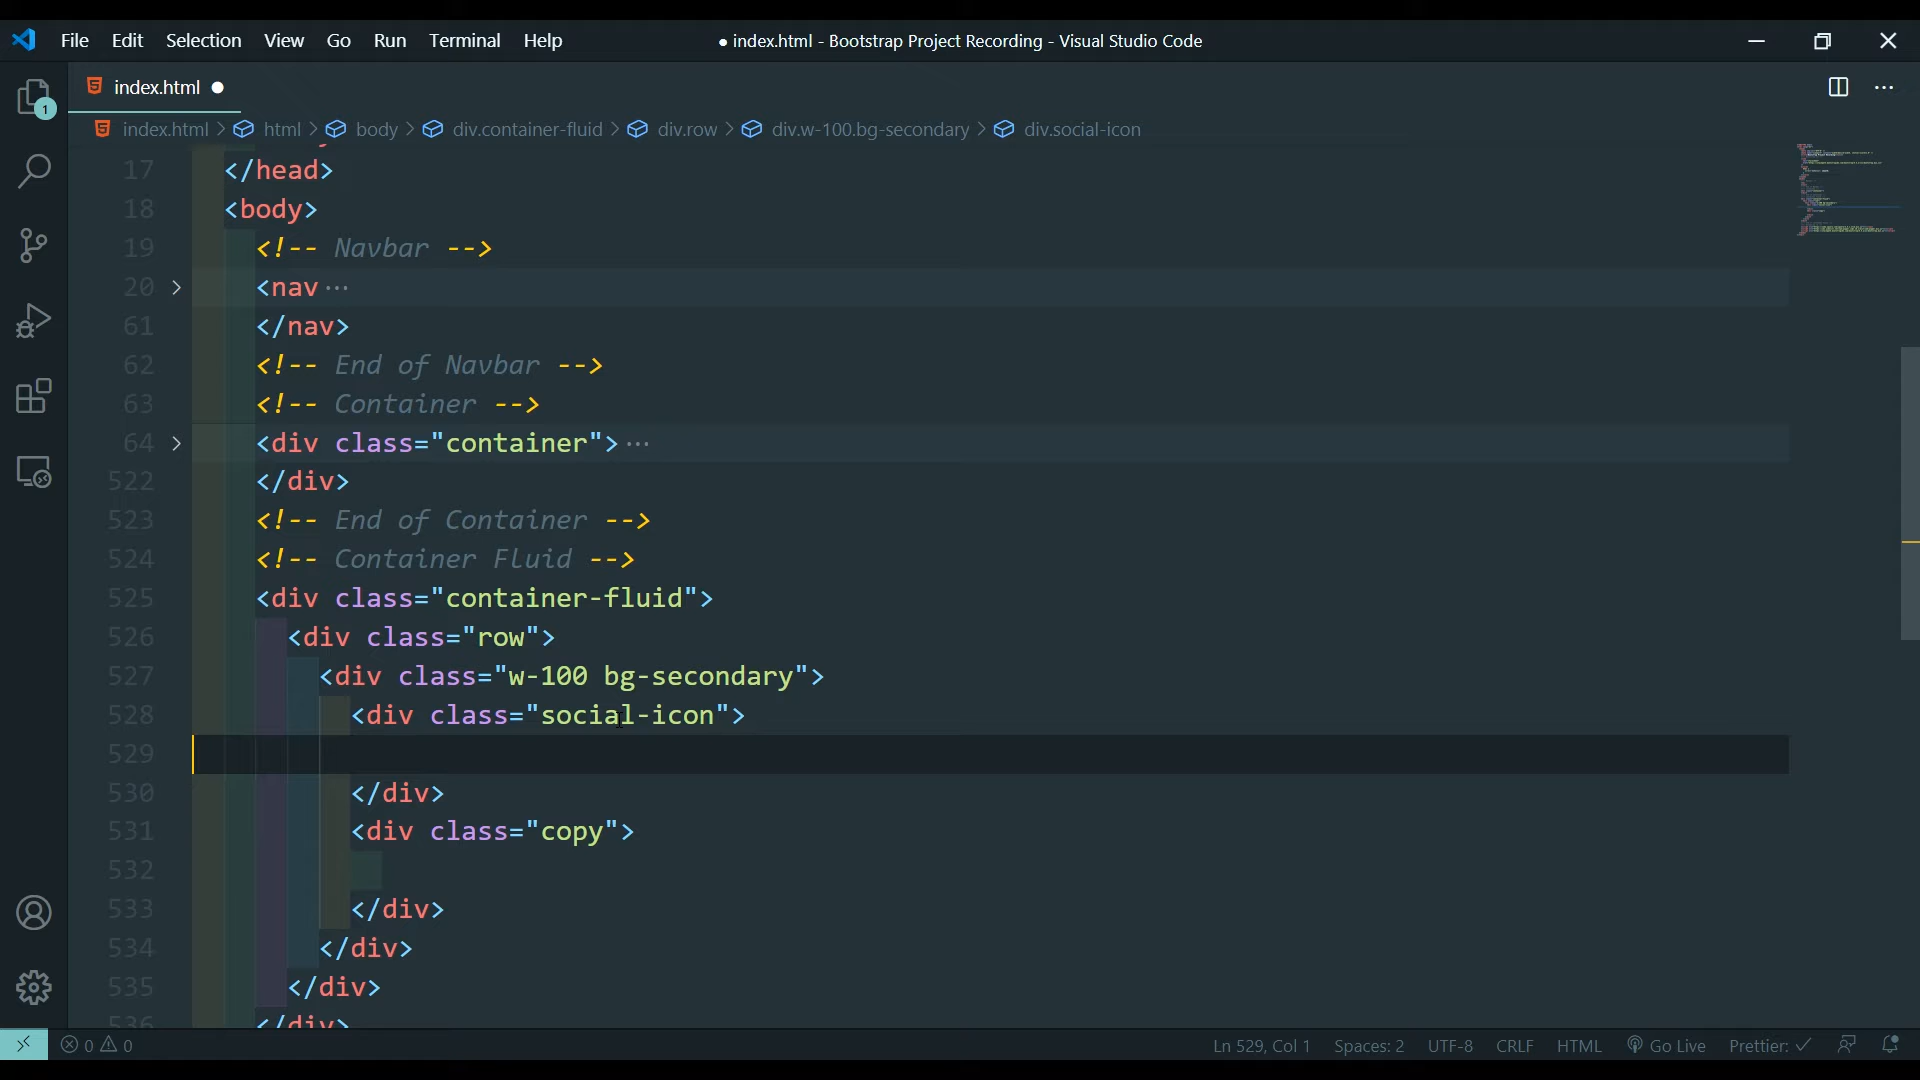 File Edit Selection View Go Run Terminal Help ● index.html - Bootstrap Project Recording - Visual Studio Code
index.html ●
index.html > html > body > div.container-fluid > div.row > div.w-100.bg-secondary > div.social-icon
1
17 </head>
18 <body>
19 <!-- Navbar -->
20 <nav ···
61 </nav>
62 <!-- End of Navbar -->
63 <!-- Container -->
64 <div class="container"> ···
522 </div>
523 <!-- End of Container -->
524 <!-- Container Fluid -->
525 <div class="container-fluid">
526 <div class="row">
527 <div class="w-100 bg-secondary">
528 <div class="social-icon">
529
530 </div>
531 <div class="copy">
532
533 </div>
534 </div>
535 </div>
536 </div>
0 0 Ln 529, Col 1 Spaces: 2 UTF-8 CRLF HTML Go Live Prettier: ✓